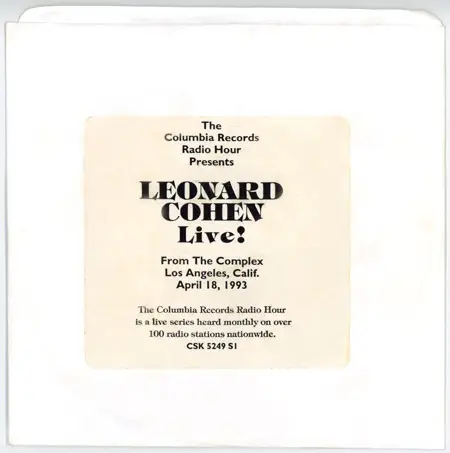 The
Columbia Records
Radio Hour
Presents
LEONARD
COHEN
Live!
From The Complex
Los Angeles, Calif.
April 18, 1993
The Columbia Records Radio Hour
is a live series heard monthly on over
100 radio stations nationwide.
CSK 5249 S1